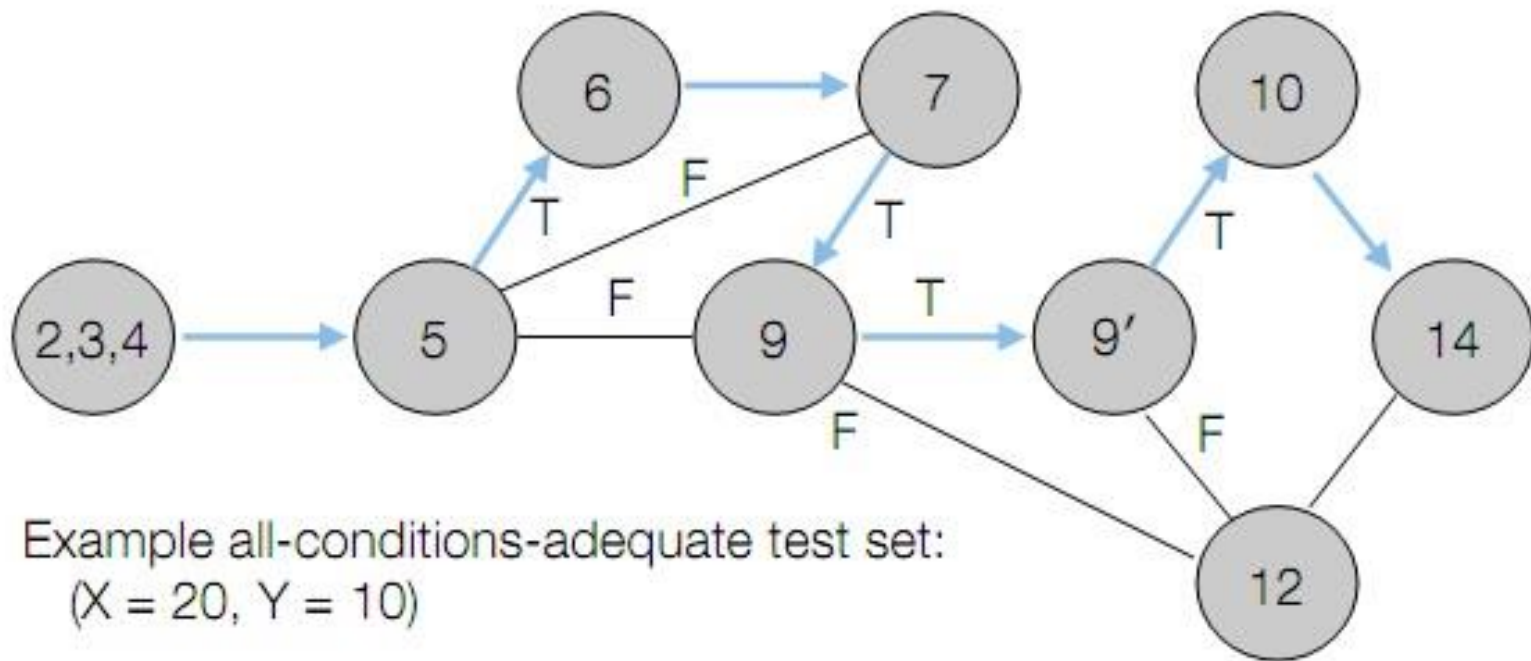 6
7
10
F
T
T
T
2,3,4
5
F
9
T
9′
14
F
F
Example all-conditions-adequate test set:
(X = 20, Y = 10)
12